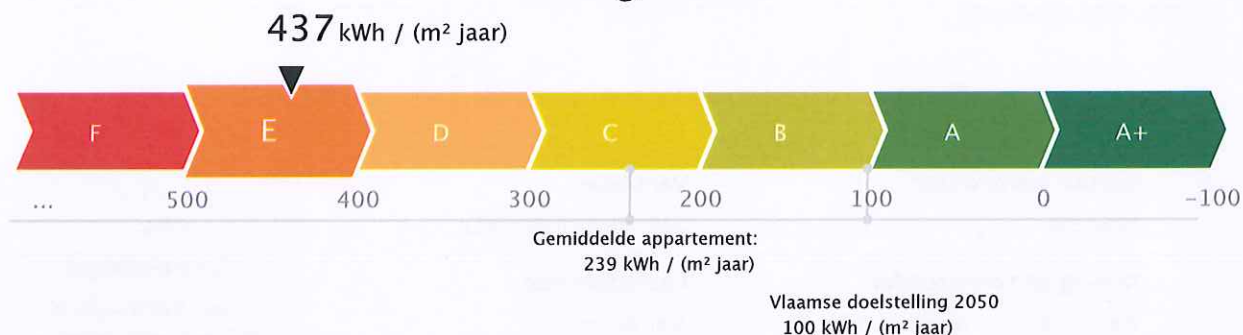 437 kWh / (m² jaar)
F E D C B A A+
... 500 400 300 200 100 0 -100
Gemiddelde appartement:
239 kWh / (m² jaar)
Vlaamse doelstelling 2050
100 kWh / (m² jaar)